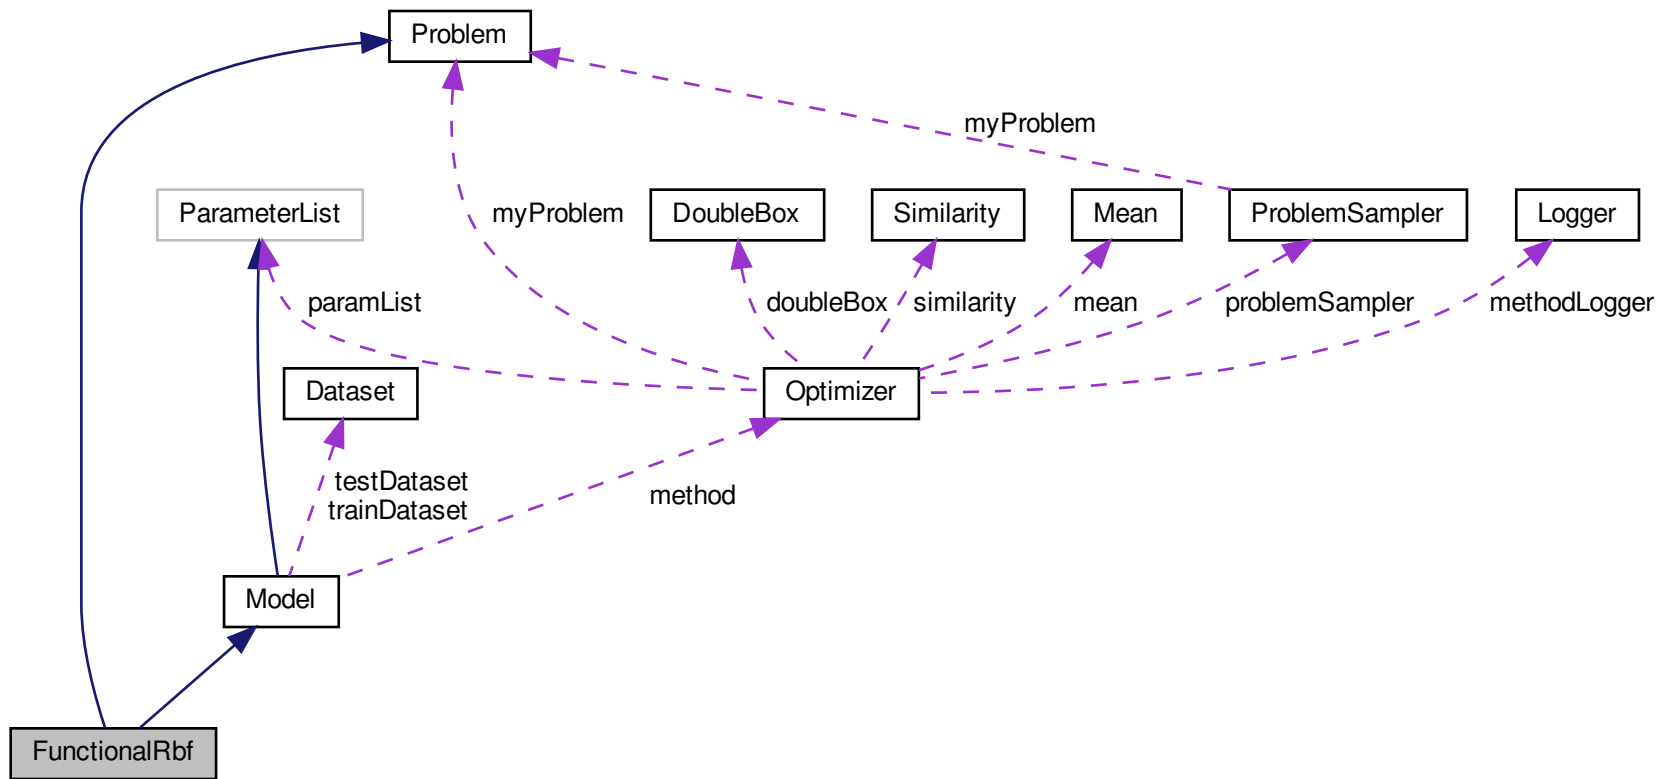 Problem
myProblem
ParameterList
myProblem
DoubleBox
Similarity
Mean
ProblemSampler
Logger
paramList
doubleBox
similarity
mean
problemSampler
methodLogger
Dataset
Optimizer
testDataset
trainDataset
method
Model
FunctionalRbf